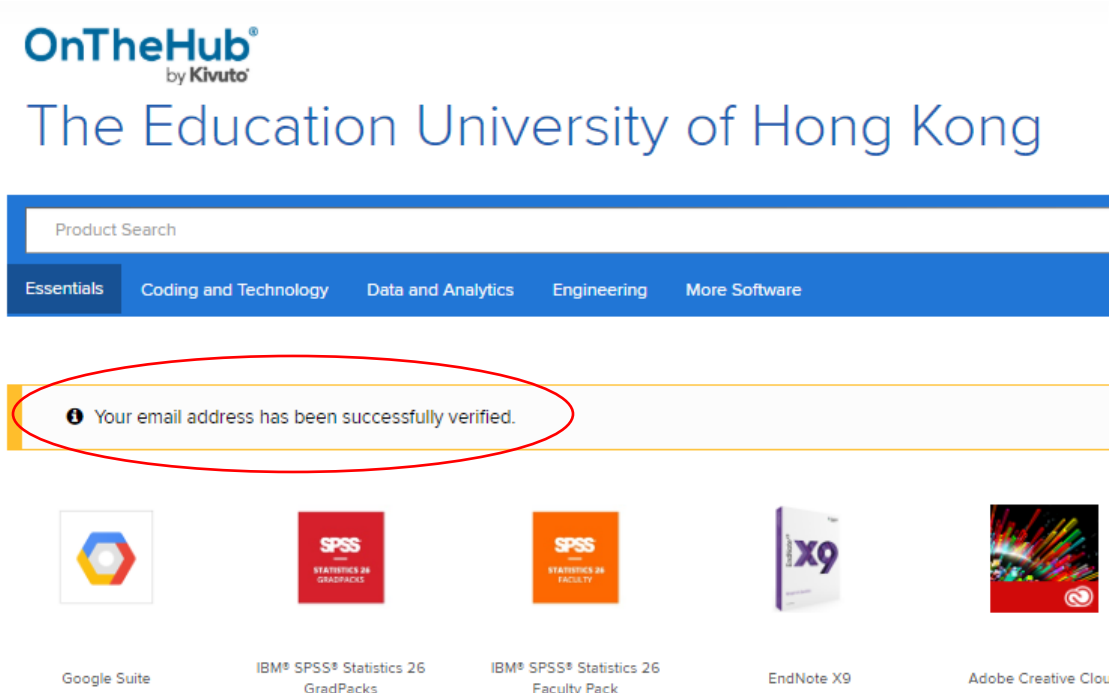 OnTheHub®
by Kivuto
The Education University of Hong Kong
Product Search
Essentials Coding and Technology Data and Analytics Engineering More Software
Your email address has been successfully verified.
SPSS
STATISTICS 26
GRADPACKS
SPSS
STATISTICS 26
FACULTY
EndNote
X9
Google Suite
IBM® SPSS® Statistics 26
GradPacks
IBM® SPSS® Statistics 26
Faculty Pack
EndNote X9
Adobe Creative Clou